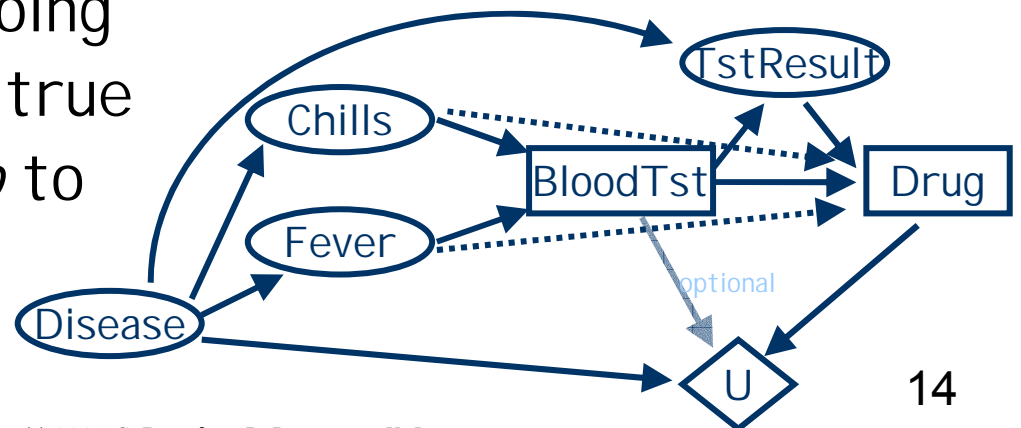 oing
true
to
TstResult
Chills
BloodTst
Drug
Fever
optional
Disease
U
14